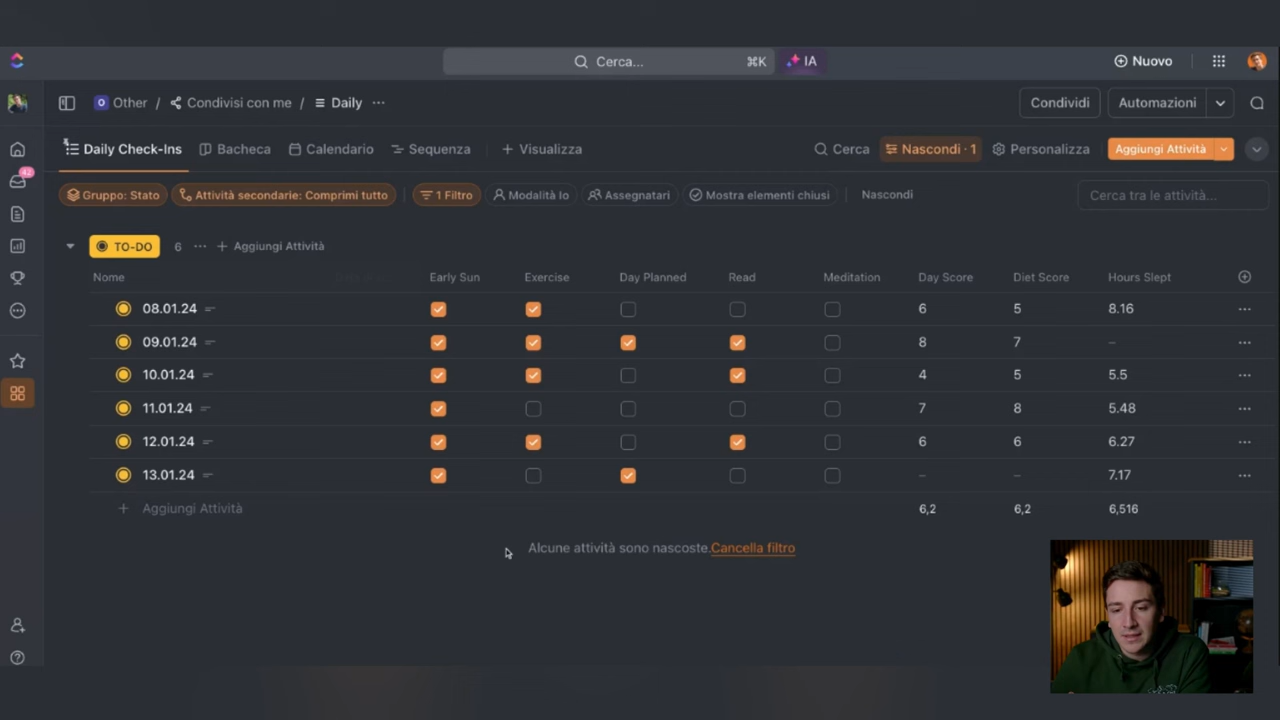 Cerca... ⌘K IA Nuovo
Other / Condivisi con me / Daily ... Condividi Automazioni
Daily Check-Ins Bacheca Calendario Sequenza + Visualizza Cerca Nascondi · 1 Personalizza Aggiungi Attività
42
Gruppo: Stato Attività secondarie: Comprimi tutto 1 Filtro Modalità Io Assegnatari Mostra elementi chiusi Nascondi Cerca tra le attività...
TO-DO 6 ... + Aggiungi Attività
Nome Early Sun Exercise Day Planned Read Meditation Day Score Diet Score Hours Slept
08.01.24 6 5 8.16
09.01.24 8 7 –
10.01.24 4 5 5.5
11.01.24 7 8 5.48
12.01.24 6 6 6.27
13.01.24 – – 7.17
+ Aggiungi Attività 6,2 6,2 6,516
Alcune attività sono nascoste.Cancella filtro